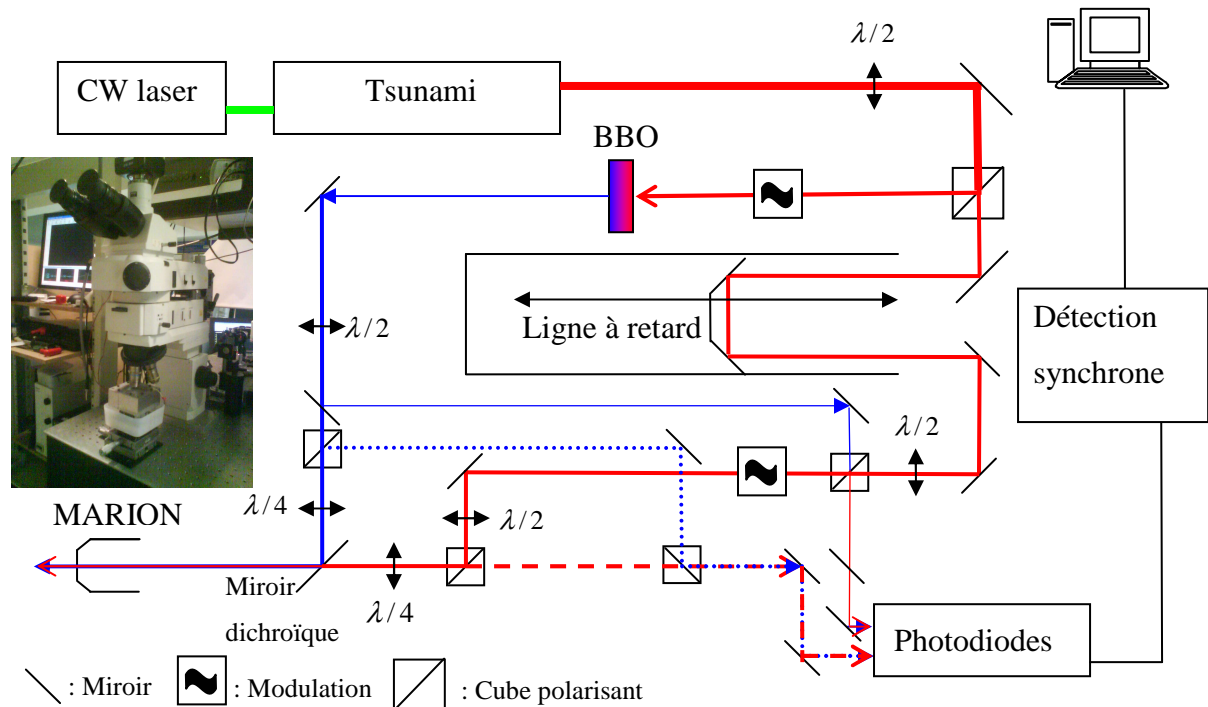 λ/2
CW laser
Tsunami
BBO
λ/2
Ligne à retard
Détection
synchrone
λ/2
λ/4
λ/2
MARION
Miroir
dichroïque
λ/4
Photodiodes
: Miroir
: Modulation
: Cube polarisant